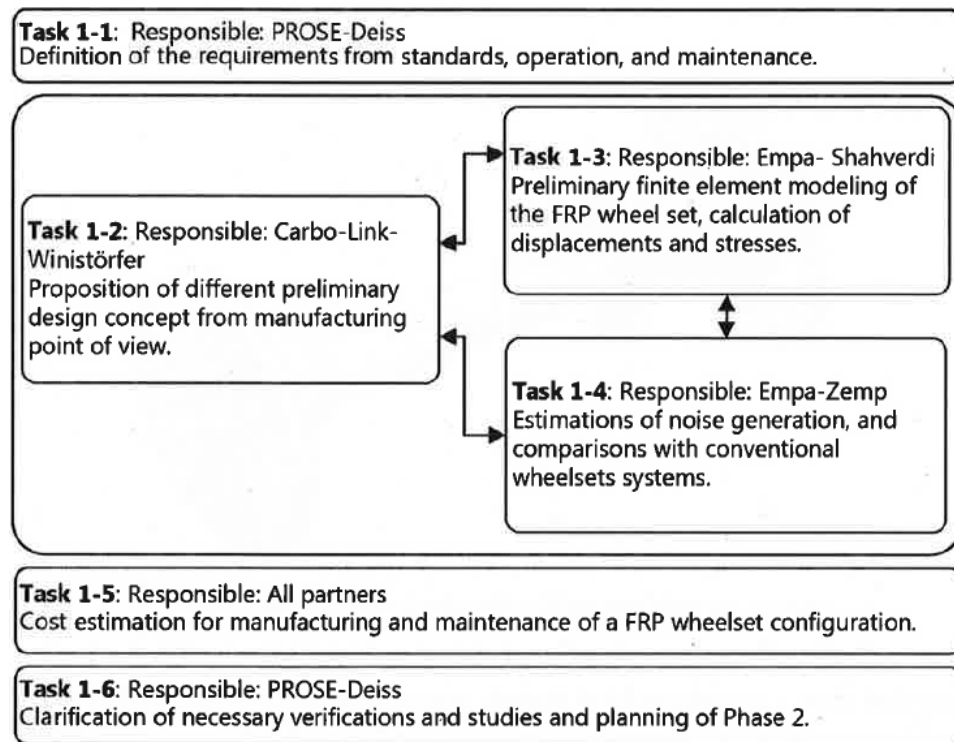 Task 1-1: Responsible: PROSE-Deiss
Definition of the requirements from standards, operation, and maintenance.
Task 1-2: Responsible: Carbo-Link-
Winistörfer
Proposition of different preliminary
design concept from manufacturing
point of view.
Task 1-3: Responsible: Empa- Shahverdi
Preliminary finite element modeling of
the FRP wheel set, calculation of
displacements and stresses.
Task 1-4: Responsible: Empa-Zemp
Estimations of noise generation, and
comparisons with conventional
wheelsets systems.
Task 1-5: Responsible: All partners
Cost estimation for manufacturing and maintenance of a FRP wheelset configuration.
Task 1-6: Responsible: PROSE-Deiss
Clarification of necessary verifications and studies and planning of Phase 2.